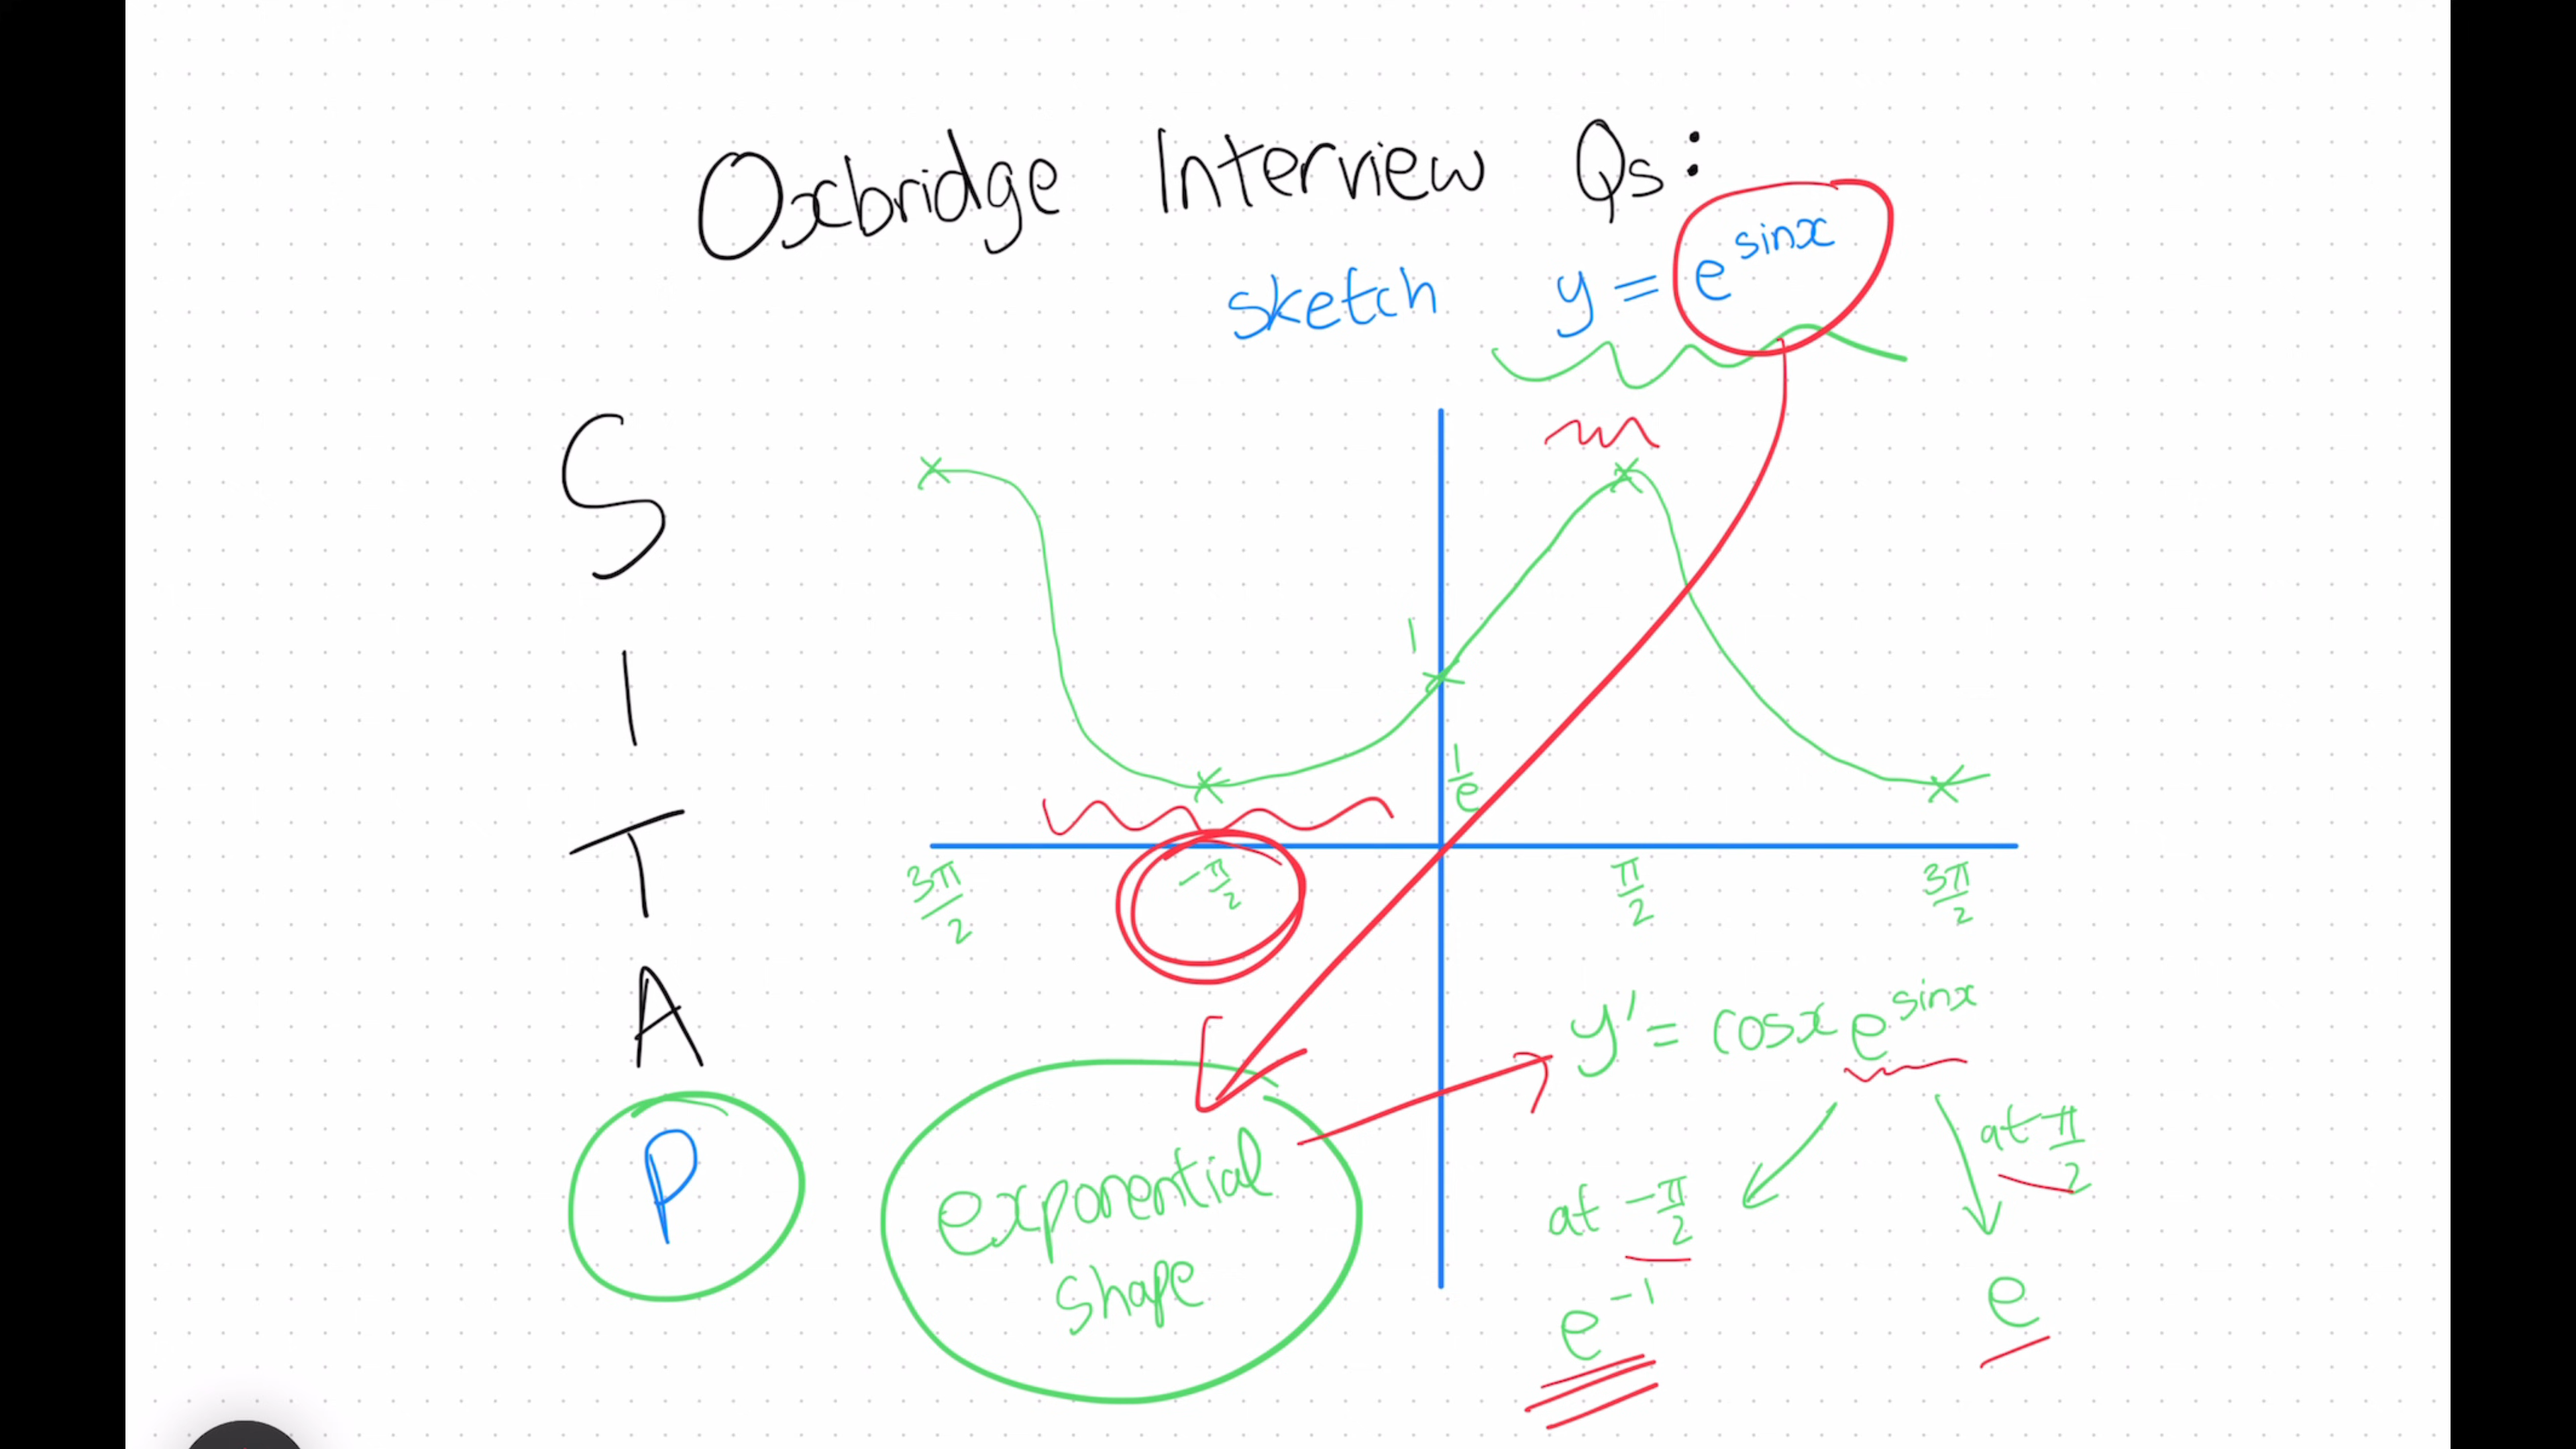 Oxbridge Interview Qs:
sketch y = e^sinx
S
I
T
A
P
1
1/e
3π/2
-π/2
π/2
3π/2
y' = cosx e^sinx
at -π/2
at π/2
e^-1
e
exponential
shape